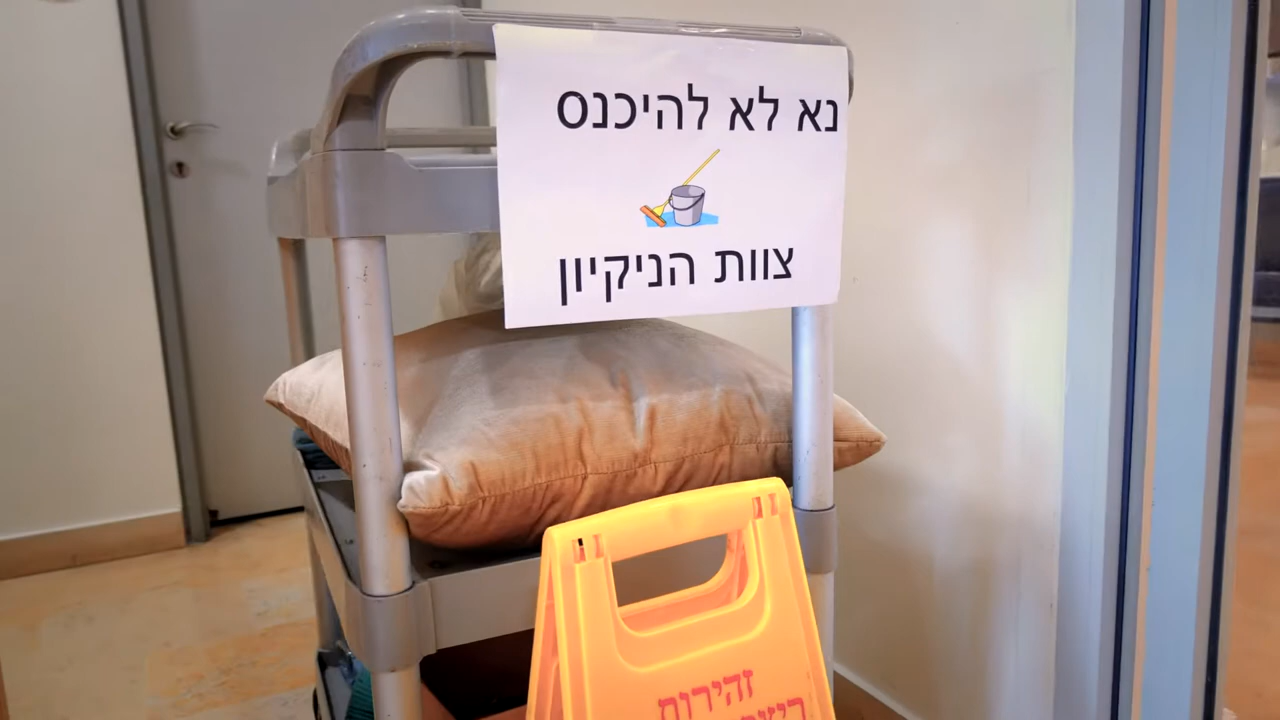 נא לא להיכנס
צוות הניקיון
זהירות